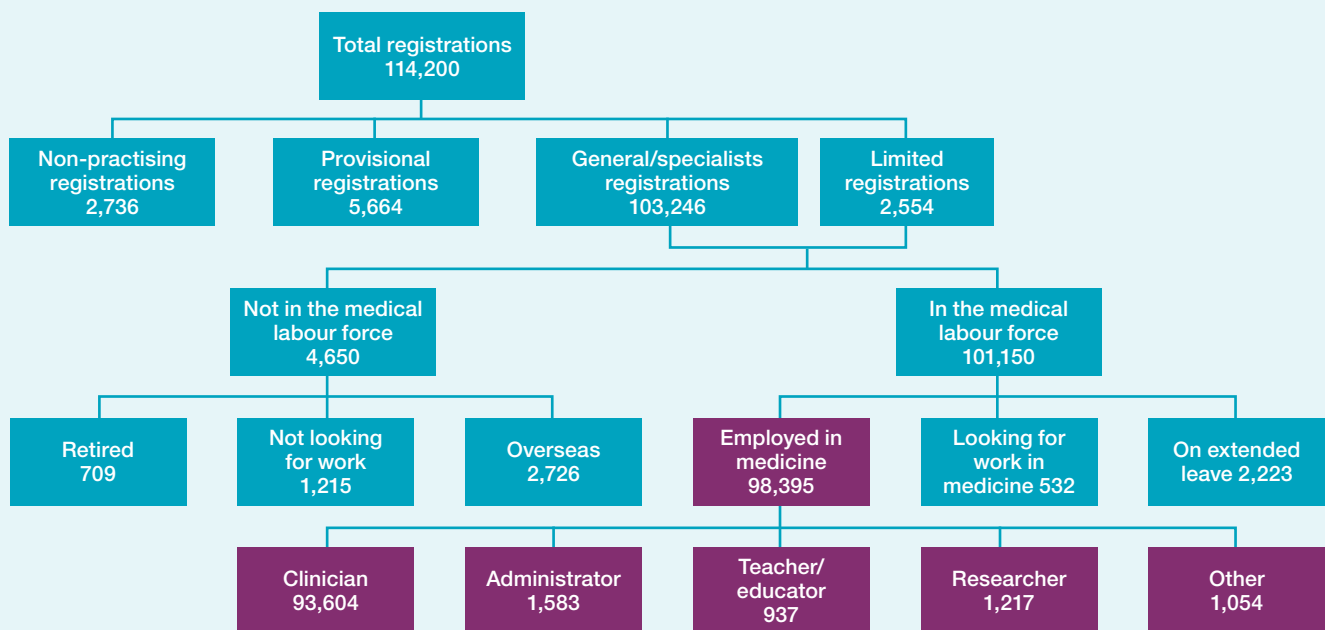 Total registrations
114,200
Non-practising
registrations
2,736
Provisional
registrations
5,664
General/specialists
registrations
103,246
Limited
registrations
2,554
Not in the medical
labour force
4,650
In the medical
labour force
101,150
Retired
709
Not looking
for work
1,215
Overseas
2,726
Employed in
medicine
98,395
Looking for
work in
medicine 532
On extended
leave 2,223
Clinician
93,604
Administrator
1,583
Teacher/
educator
937
Researcher
1,217
Other
1,054